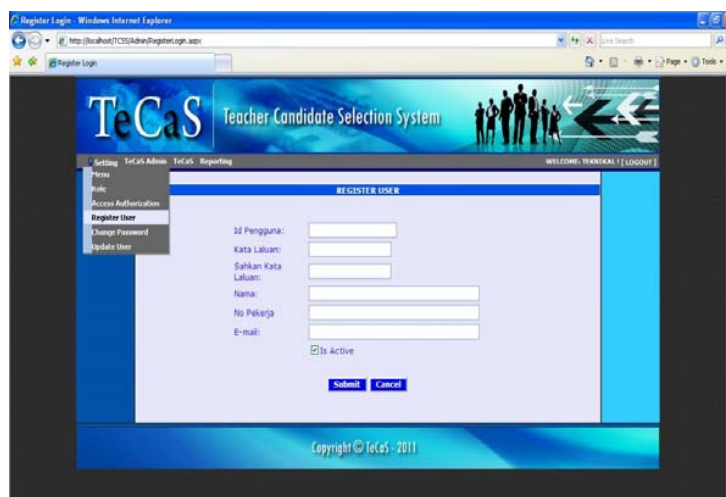 Register Login - Windows Internet Explorer
http://localhost/TCSS/Admin/RegisterLogin.aspx
Live Search
Register Login
Page
Tools
TeCaS
Teacher Candidate Selection System
Setting TeCaS Admin TeCaS Reporting
WELCOME: TEKNIKAL ! [ LOGOUT ]
Menu
Role
Access Authorization
Register User
Change Password
Update User
REGISTER USER
Id Pengguna:
Kata Laluan:
Sahkan Kata
Laluan:
Nama:
No Pekerja
E-mail:
Is Active
Submit Cancel
Copyright © TeCaS - 2011